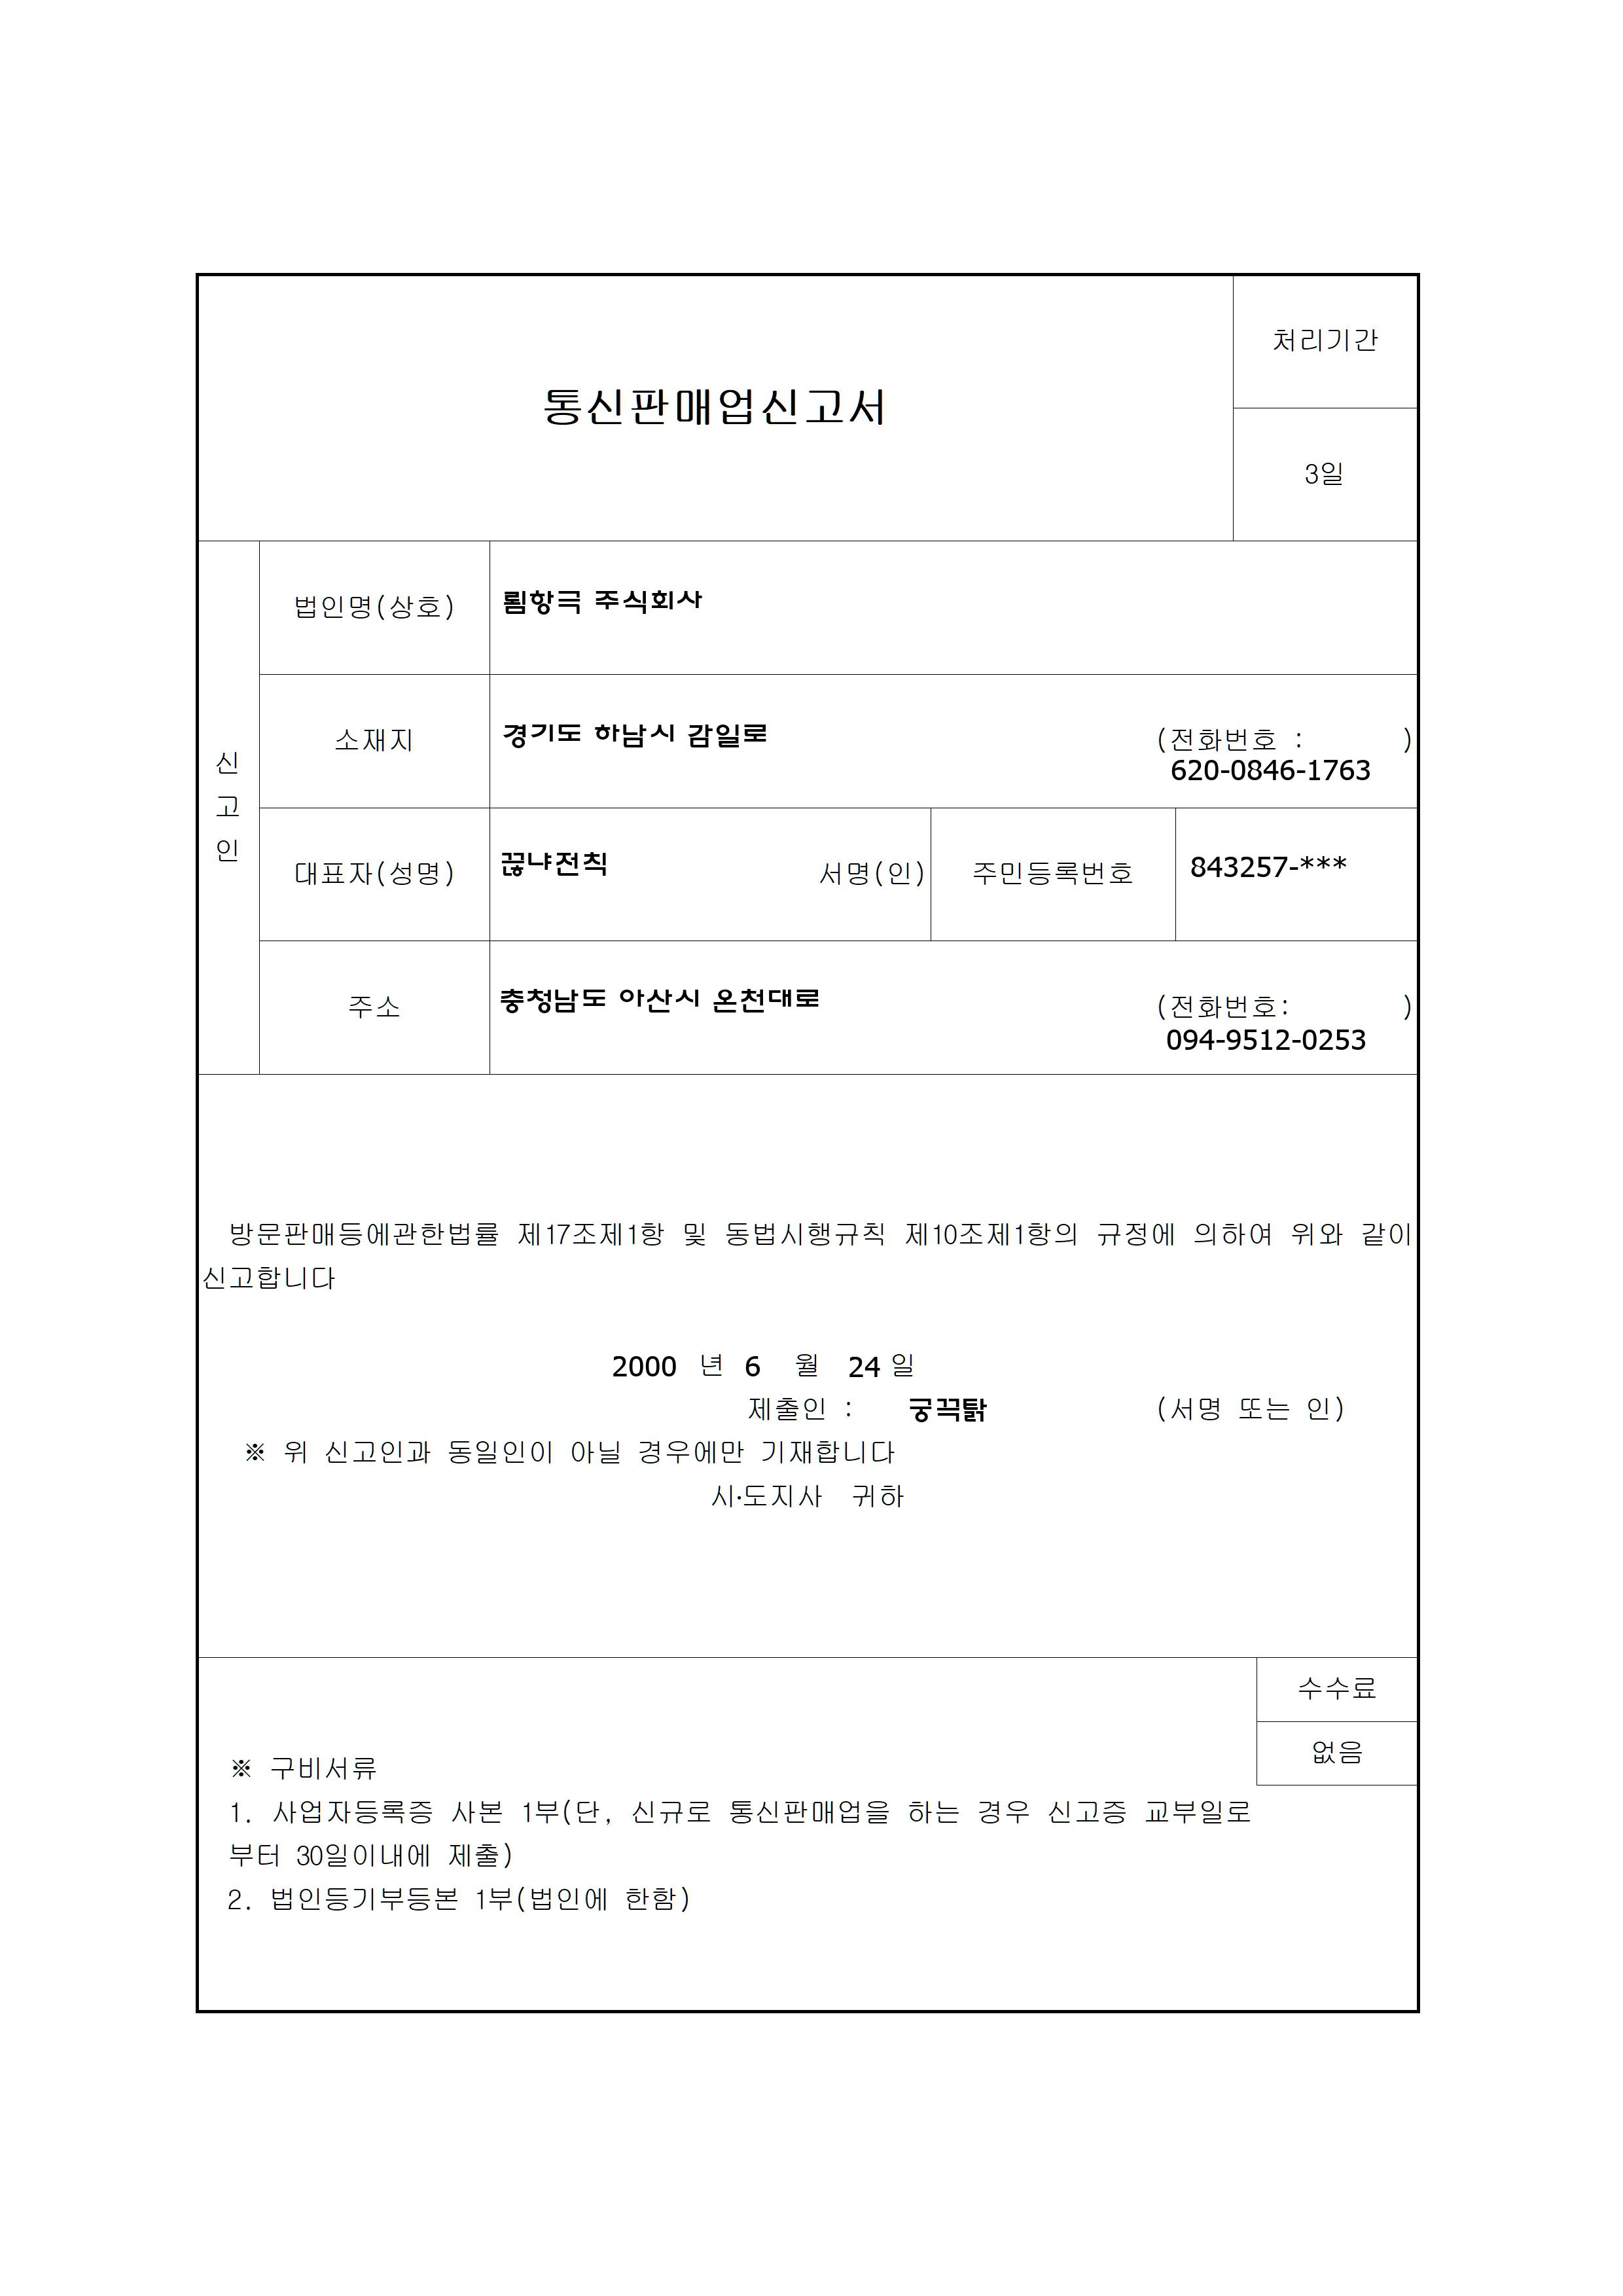 처리기간
통신판매업신고서
3일
신고인
법인명(상호) 룀항극 주식회사
소재지 경기도 하남시 감일로 (전화번호 : )
620-0846-1763
대표자(성명) 끊냐전칙 서명(인) 주민등록번호 843257-***
주소 충청남도 아산시 온천대로 (전화번호: )
094-9512-0253
방문판매등에관한법률 제17조제1항 및 동법시행규칙 제10조제1항의 규정에 의하여 위와 같이
신고합니다
2000 년 6 월 24 일
제출인 : 궁끅탉 (서명 또는 인)
※ 위 신고인과 동일인이 아닐 경우에만 기재합니다
시·도지사 귀하
수수료
없음
※ 구비서류
1. 사업자등록증 사본 1부(단, 신규로 통신판매업을 하는 경우 신고증 교부일로
부터 30일이내에 제출)
2. 법인등기부등본 1부(법인에 한함)